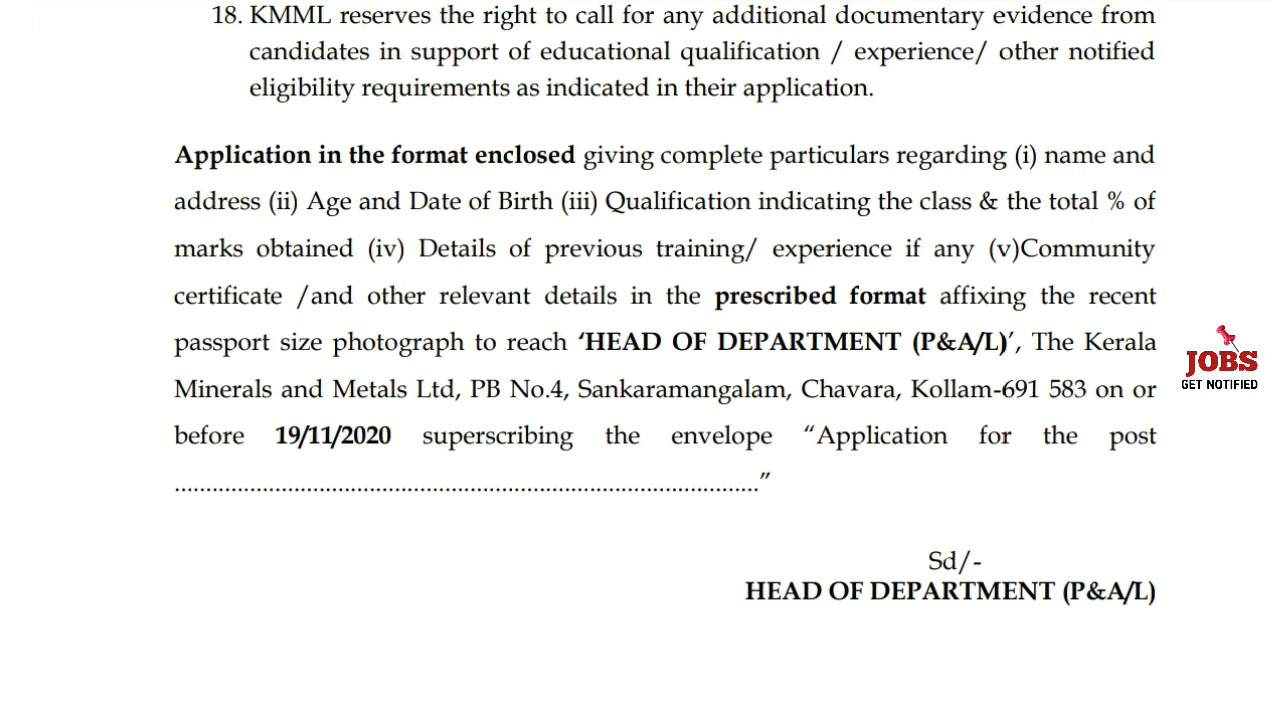 18. KMML reserves the right to call for any additional documentary evidence from
candidates in support of educational qualification / experience/ other notified
eligibility requirements as indicated in their application.
Application in the format enclosed giving complete particulars regarding (i) name and
address (ii) Age and Date of Birth (iii) Qualification indicating the class & the total % of
marks obtained (iv) Details of previous training/ experience if any (v)Community
certificate /and other relevant details in the prescribed format affixing the recent
passport size photograph to reach ‘HEAD OF DEPARTMENT (P&A/L)’, The Kerala
Minerals and Metals Ltd, PB No.4, Sankaramangalam, Chavara, Kollam-691 583 on or
before 19/11/2020 superscribing the envelope “Application for the post
.............................................................................................”
Sd/-
HEAD OF DEPARTMENT (P&A/L)
JOBS
GET NOTIFIED